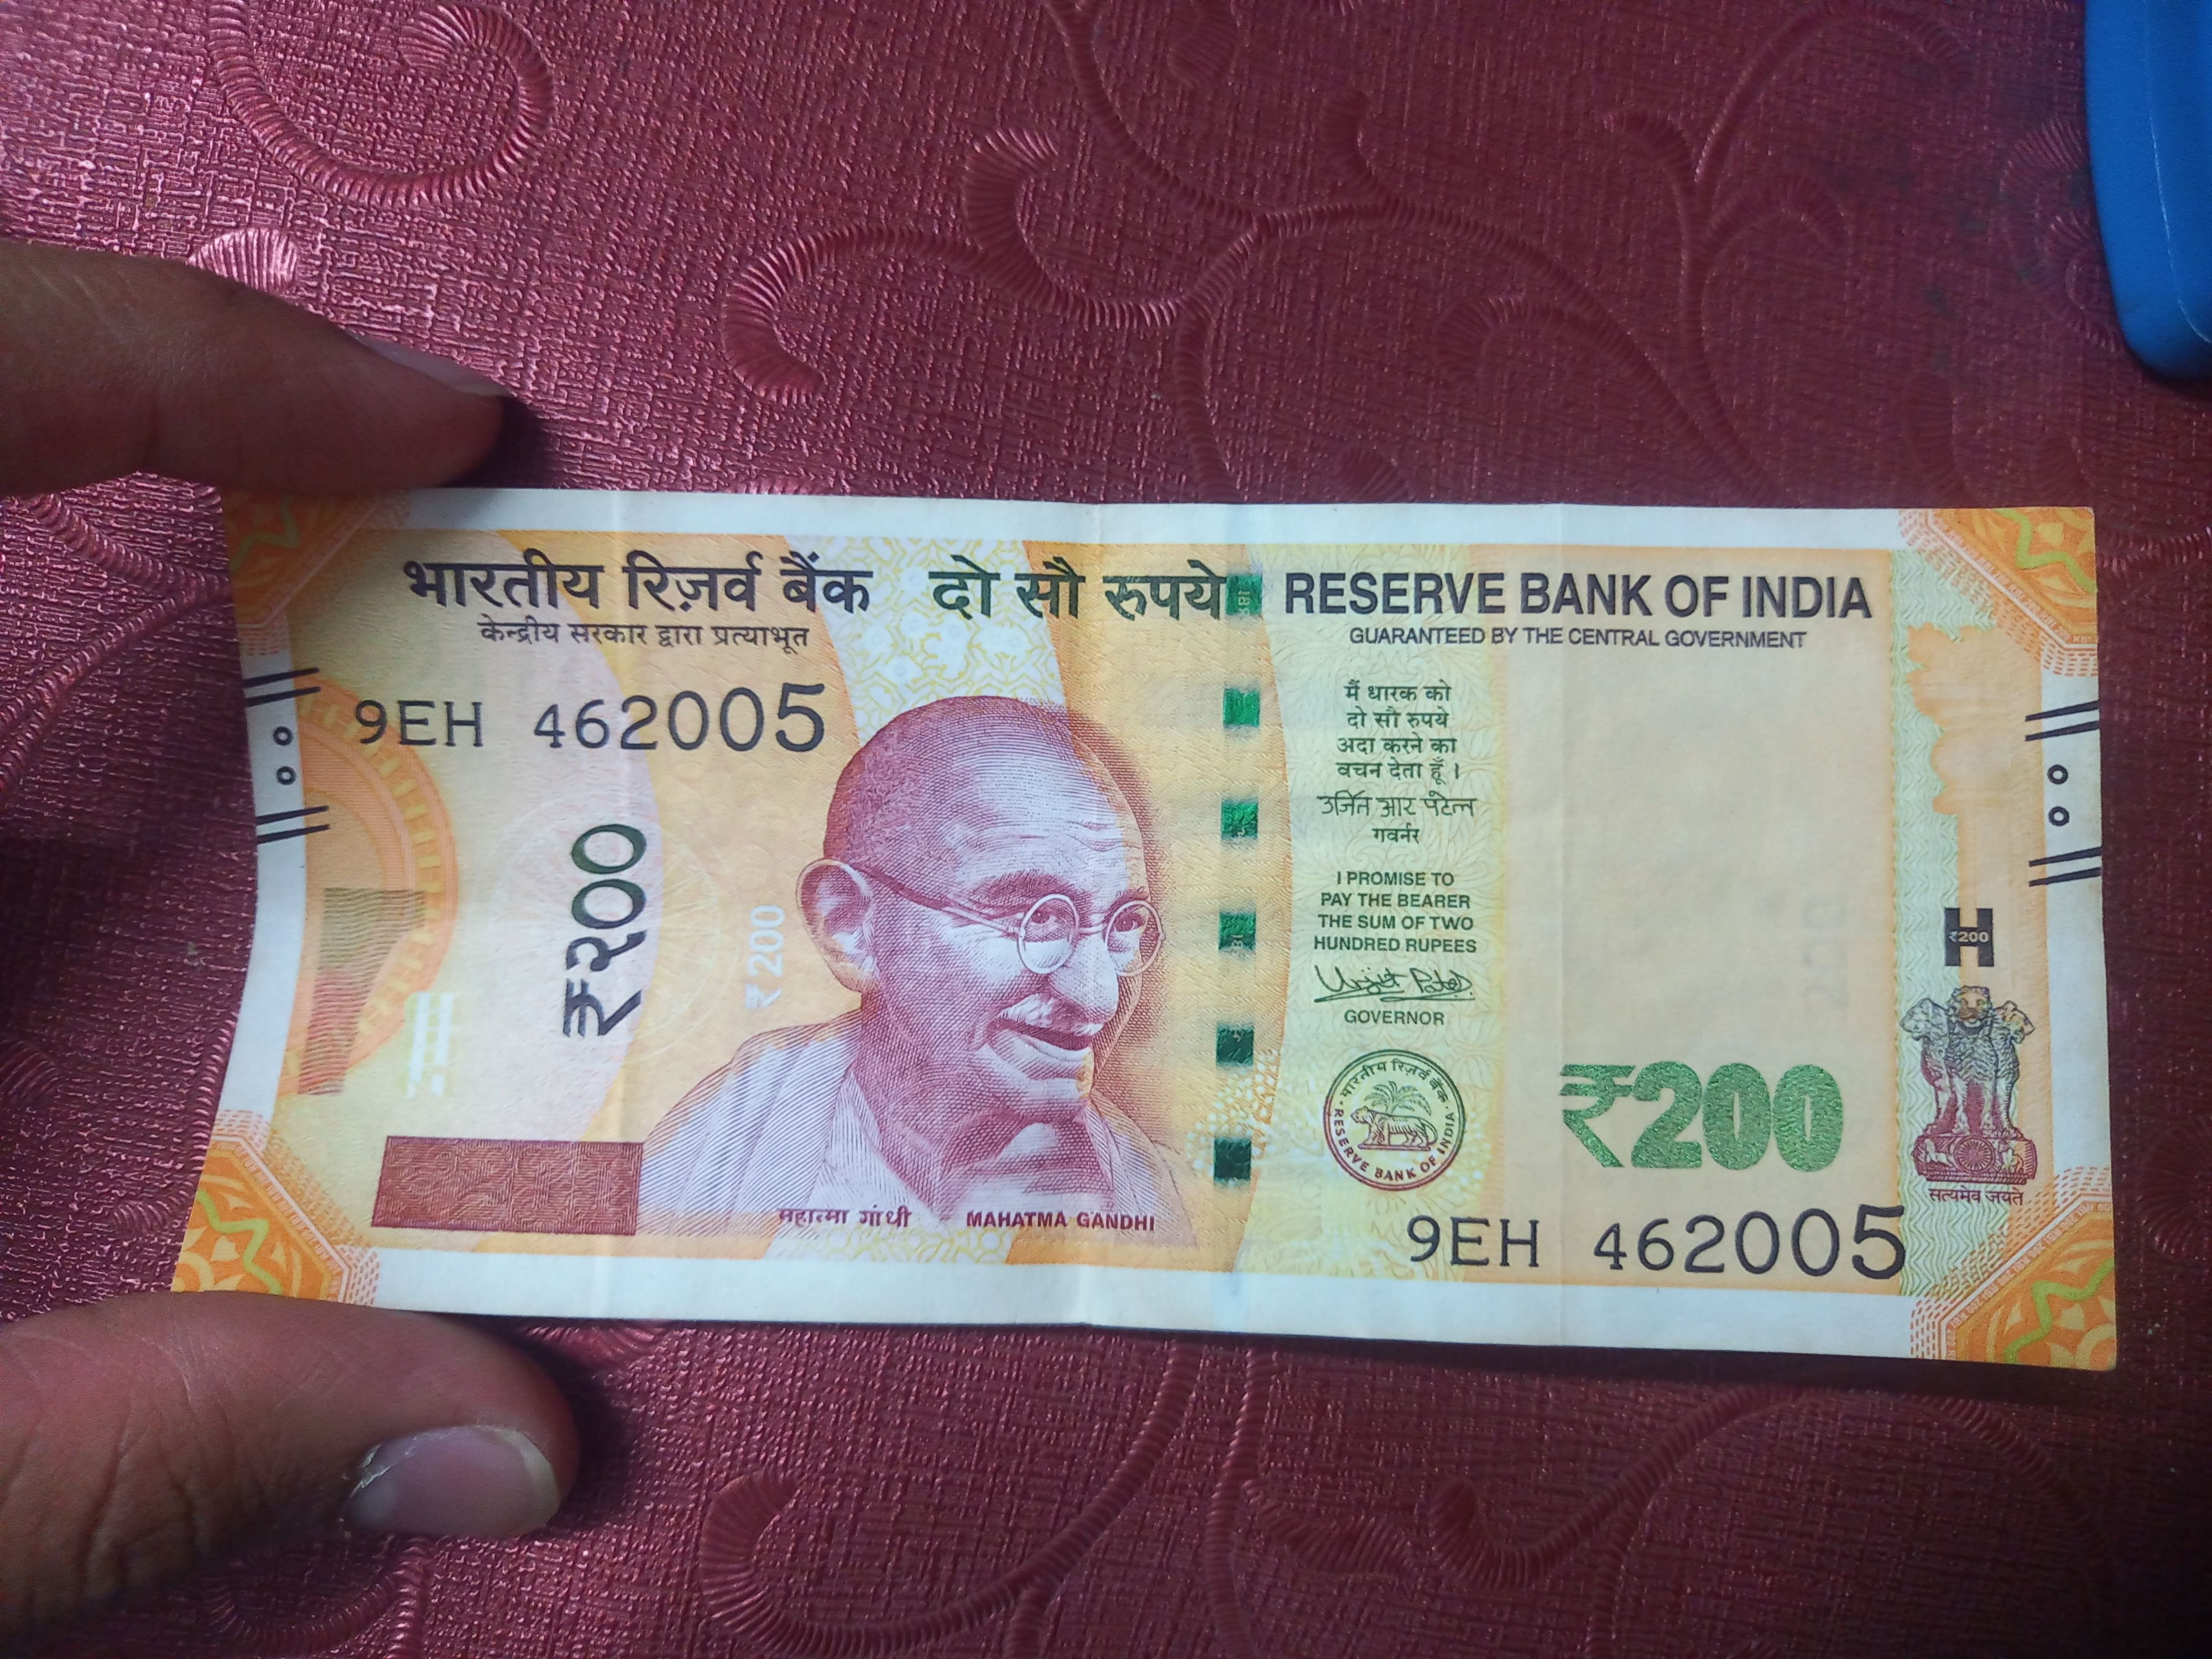 भारतीय रिज़र्व बैंक दो सौ रुपये RESERVE BANK OF INDIA
केन्द्रीय सरकार द्वारा प्रत्याभूत
GUARANTEED BY THE CENTRAL GOVERNMENT
9EH 462005
₹२००
₹200
महात्मा गांधी MAHATMA GANDHI
मैं धारक को
दो सौ रुपये
अदा करने का
वचन देता हूँ ।
उर्जित आर पटेल
गवर्नर
I PROMISE TO
PAY THE BEARER
THE SUM OF TWO
HUNDRED RUPEES
Urjit Patel
GOVERNOR
भारतीय रिज़र्व बैंक
RESERVE BANK OF INDIA
₹200
H
₹200
सत्यमेव जयते
9EH 462005